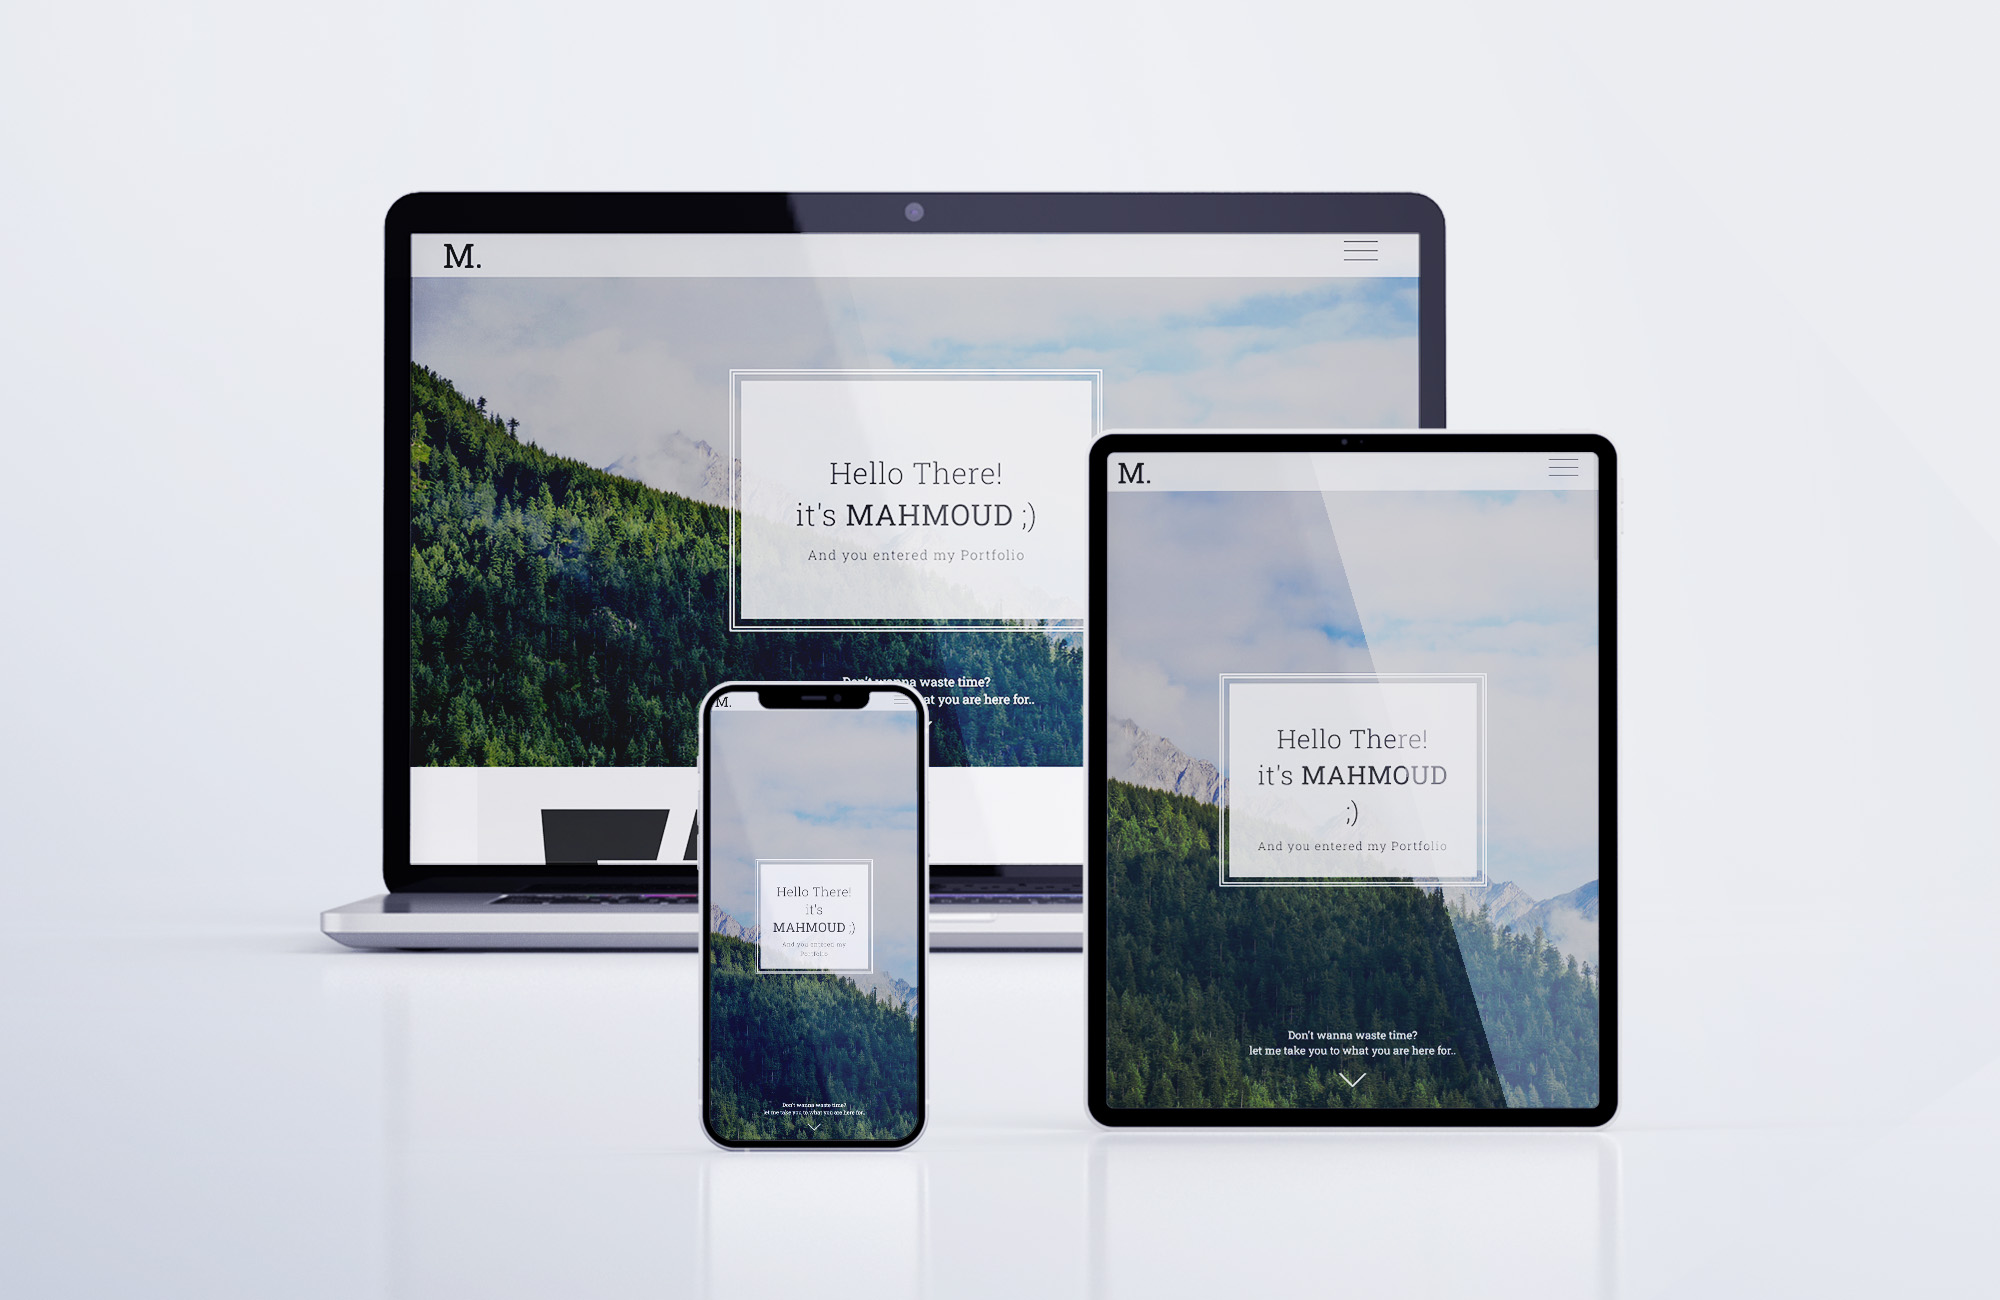 M.
Hello There!
it's MAHMOUD ;)
And you entered my Portfolio
Don't wanna waste time?
at you are here for..
M.
Hello There!
it's MAHMOUD
;)
And you entered my Portfolio
Don't wanna waste time?
let me take you to what you are here for..
M.
Hello There!
it's
MAHMOUD ;)
And you entered my
Portfolio
Don't wanna waste time?
let me take you to what you are here for..